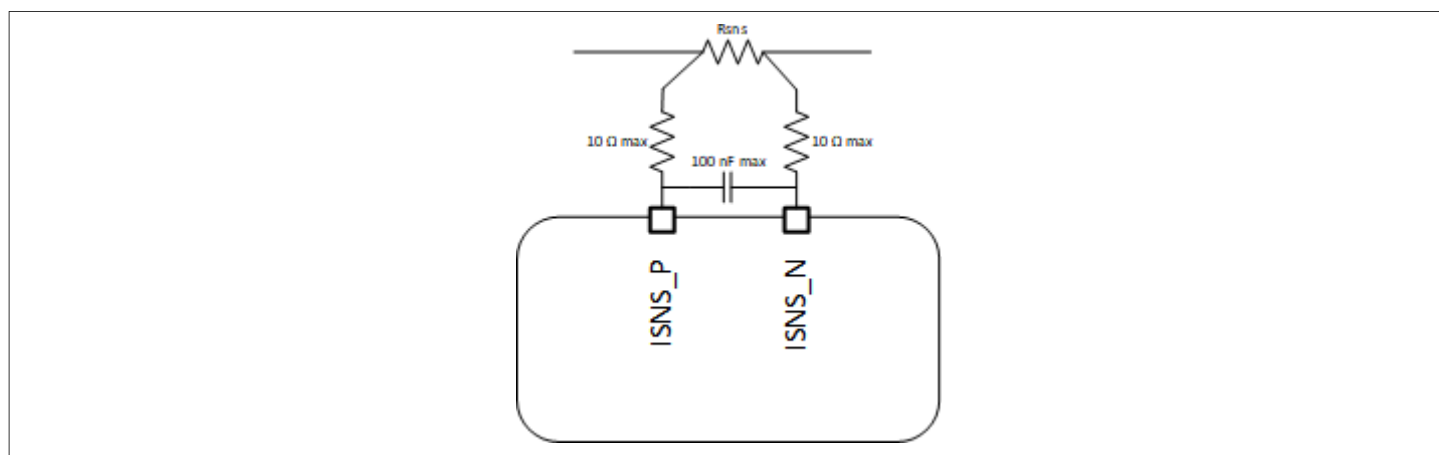 Rsns
10 Ω max
10 Ω max
100 nF max
ISNS_P
ISNS_N